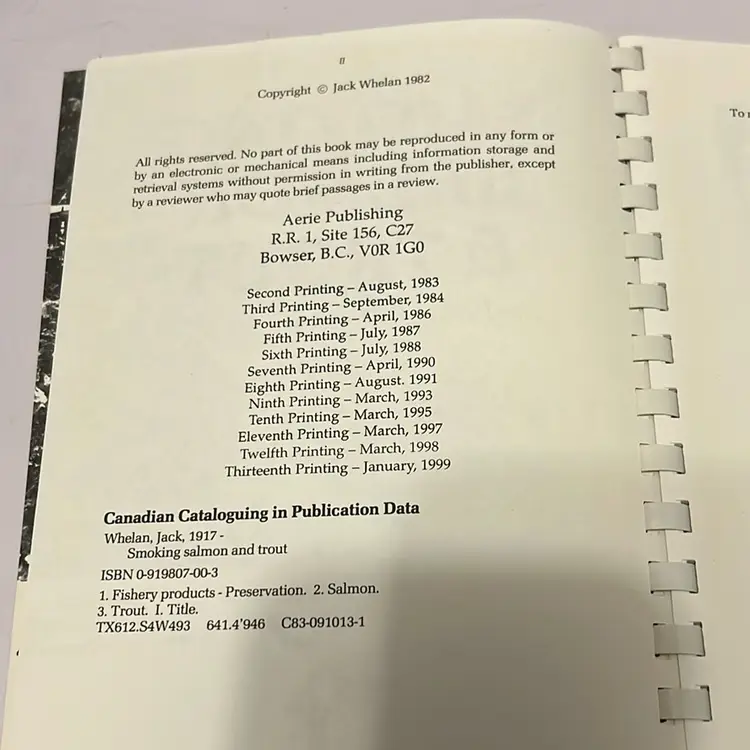 II
Copyright © Jack Whelan 1982
All rights reserved. No part of this book may be reproduced in any form or
by an electronic or mechanical means including information storage and
retrieval systems without permission in writing from the publisher, except
by a reviewer who may quote brief passages in a review.
Aerie Publishing
R.R. 1, Site 156, C27
Bowser, B.C., V0R 1G0
Second Printing – August, 1983
Third Printing – September, 1984
Fourth Printing – April, 1986
Fifth Printing – July, 1987
Sixth Printing – July, 1988
Seventh Printing – April, 1990
Eighth Printing – August. 1991
Ninth Printing – March, 1993
Tenth Printing – March, 1995
Eleventh Printing – March, 1997
Twelfth Printing – March, 1998
Thirteenth Printing – January, 1999
Canadian Cataloguing in Publication Data
Whelan, Jack, 1917 -
Smoking salmon and trout
ISBN 0-919807-00-3
1. Fishery products - Preservation. 2. Salmon.
3. Trout. I. Title.
TX612.S4W493 641.4'946 C83-091013-1
To